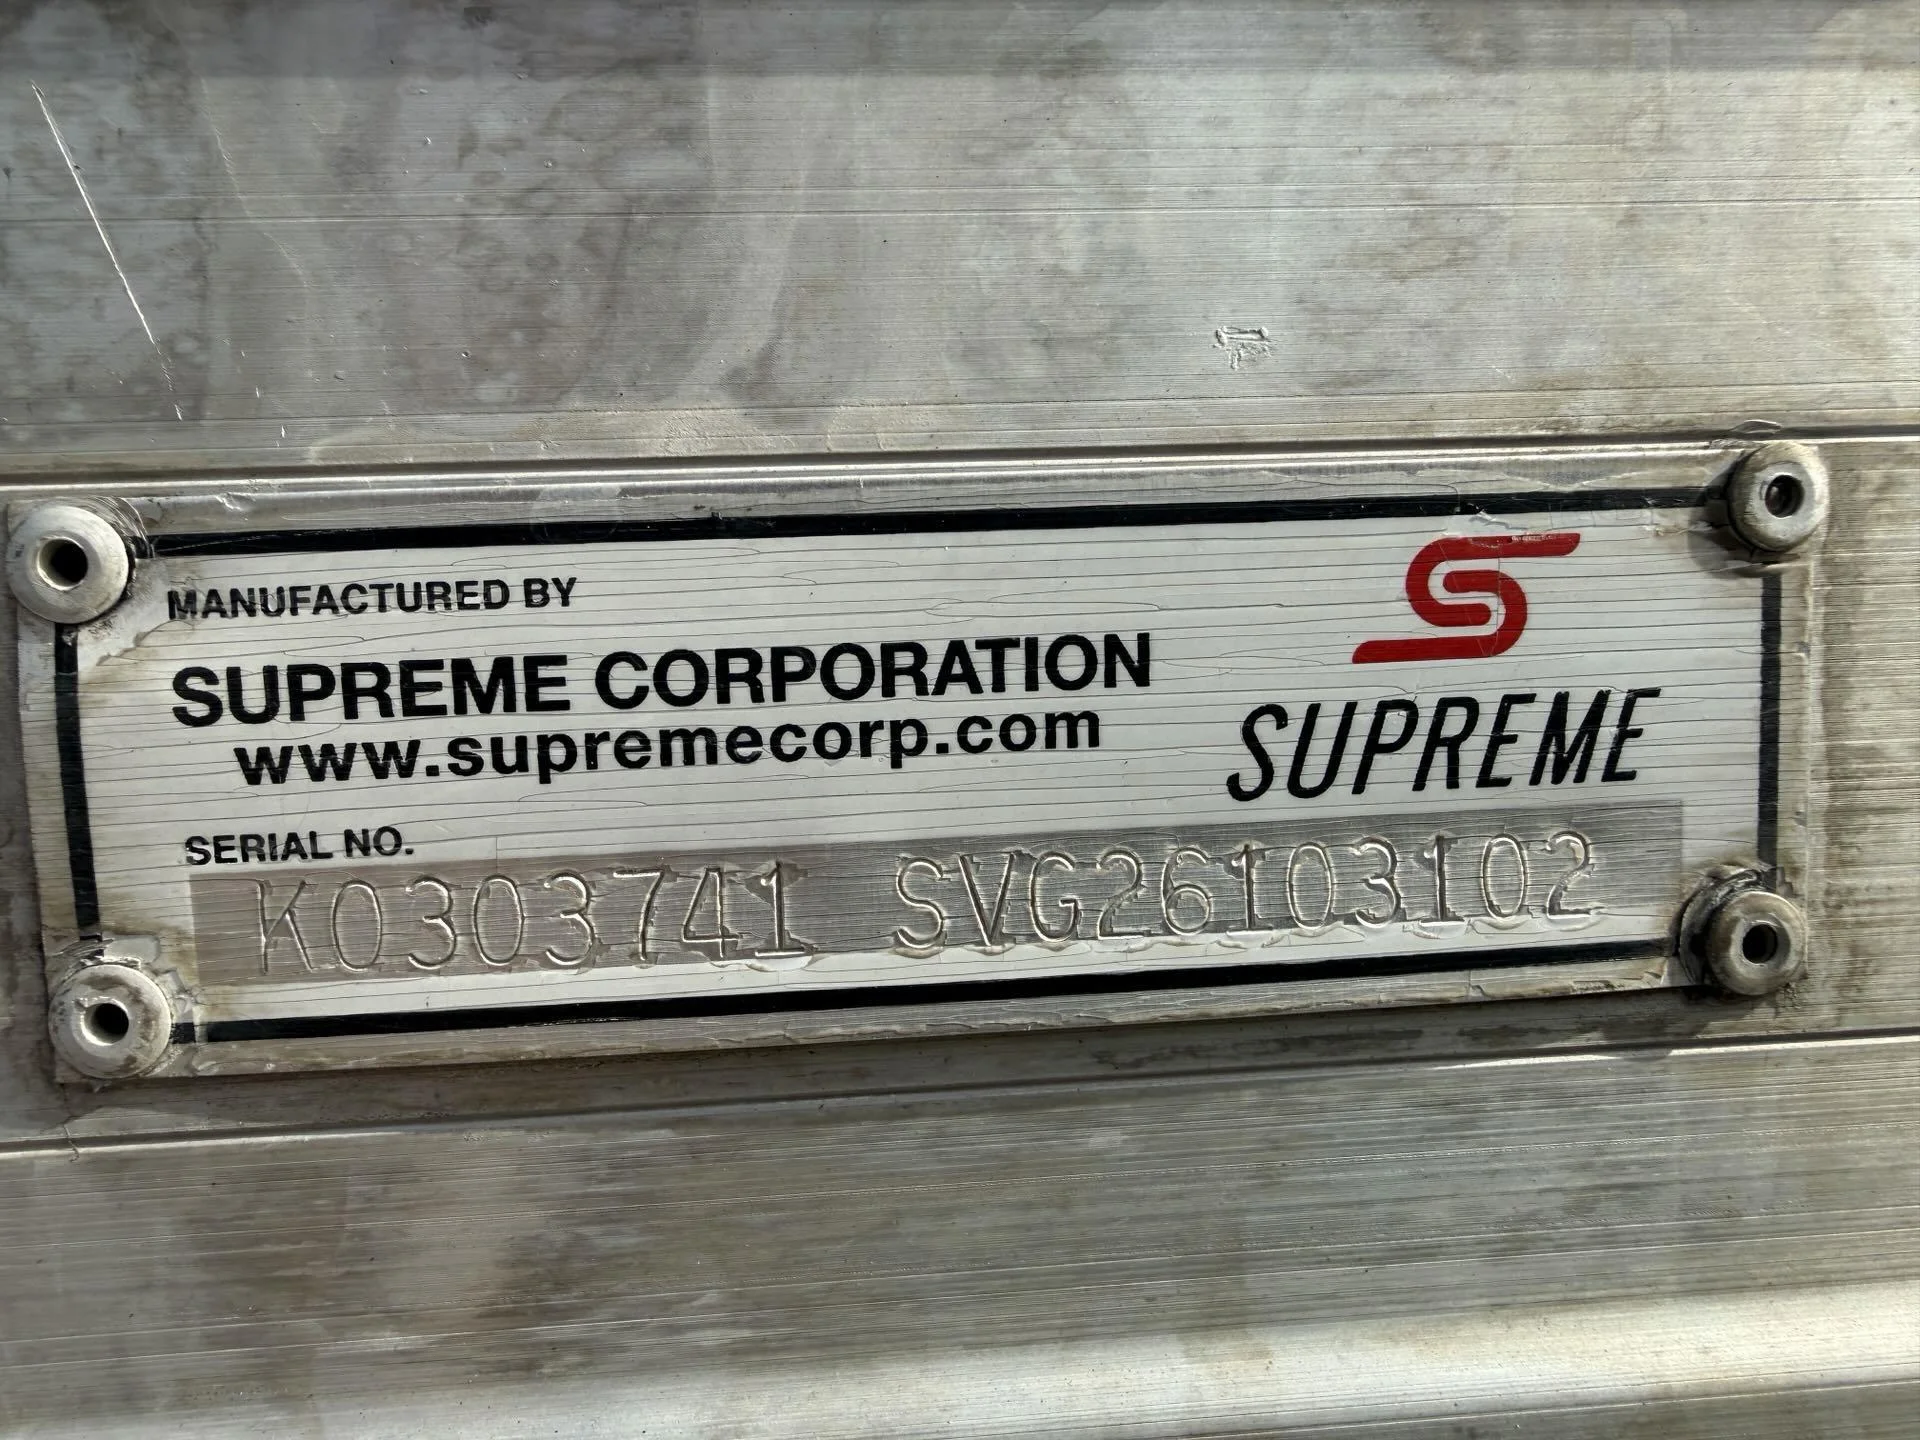 MANUFACTURED BY
SUPREME CORPORATION
www.supremecorp.com
SUPREME
SERIAL NO.
K0303741 SVG26103102